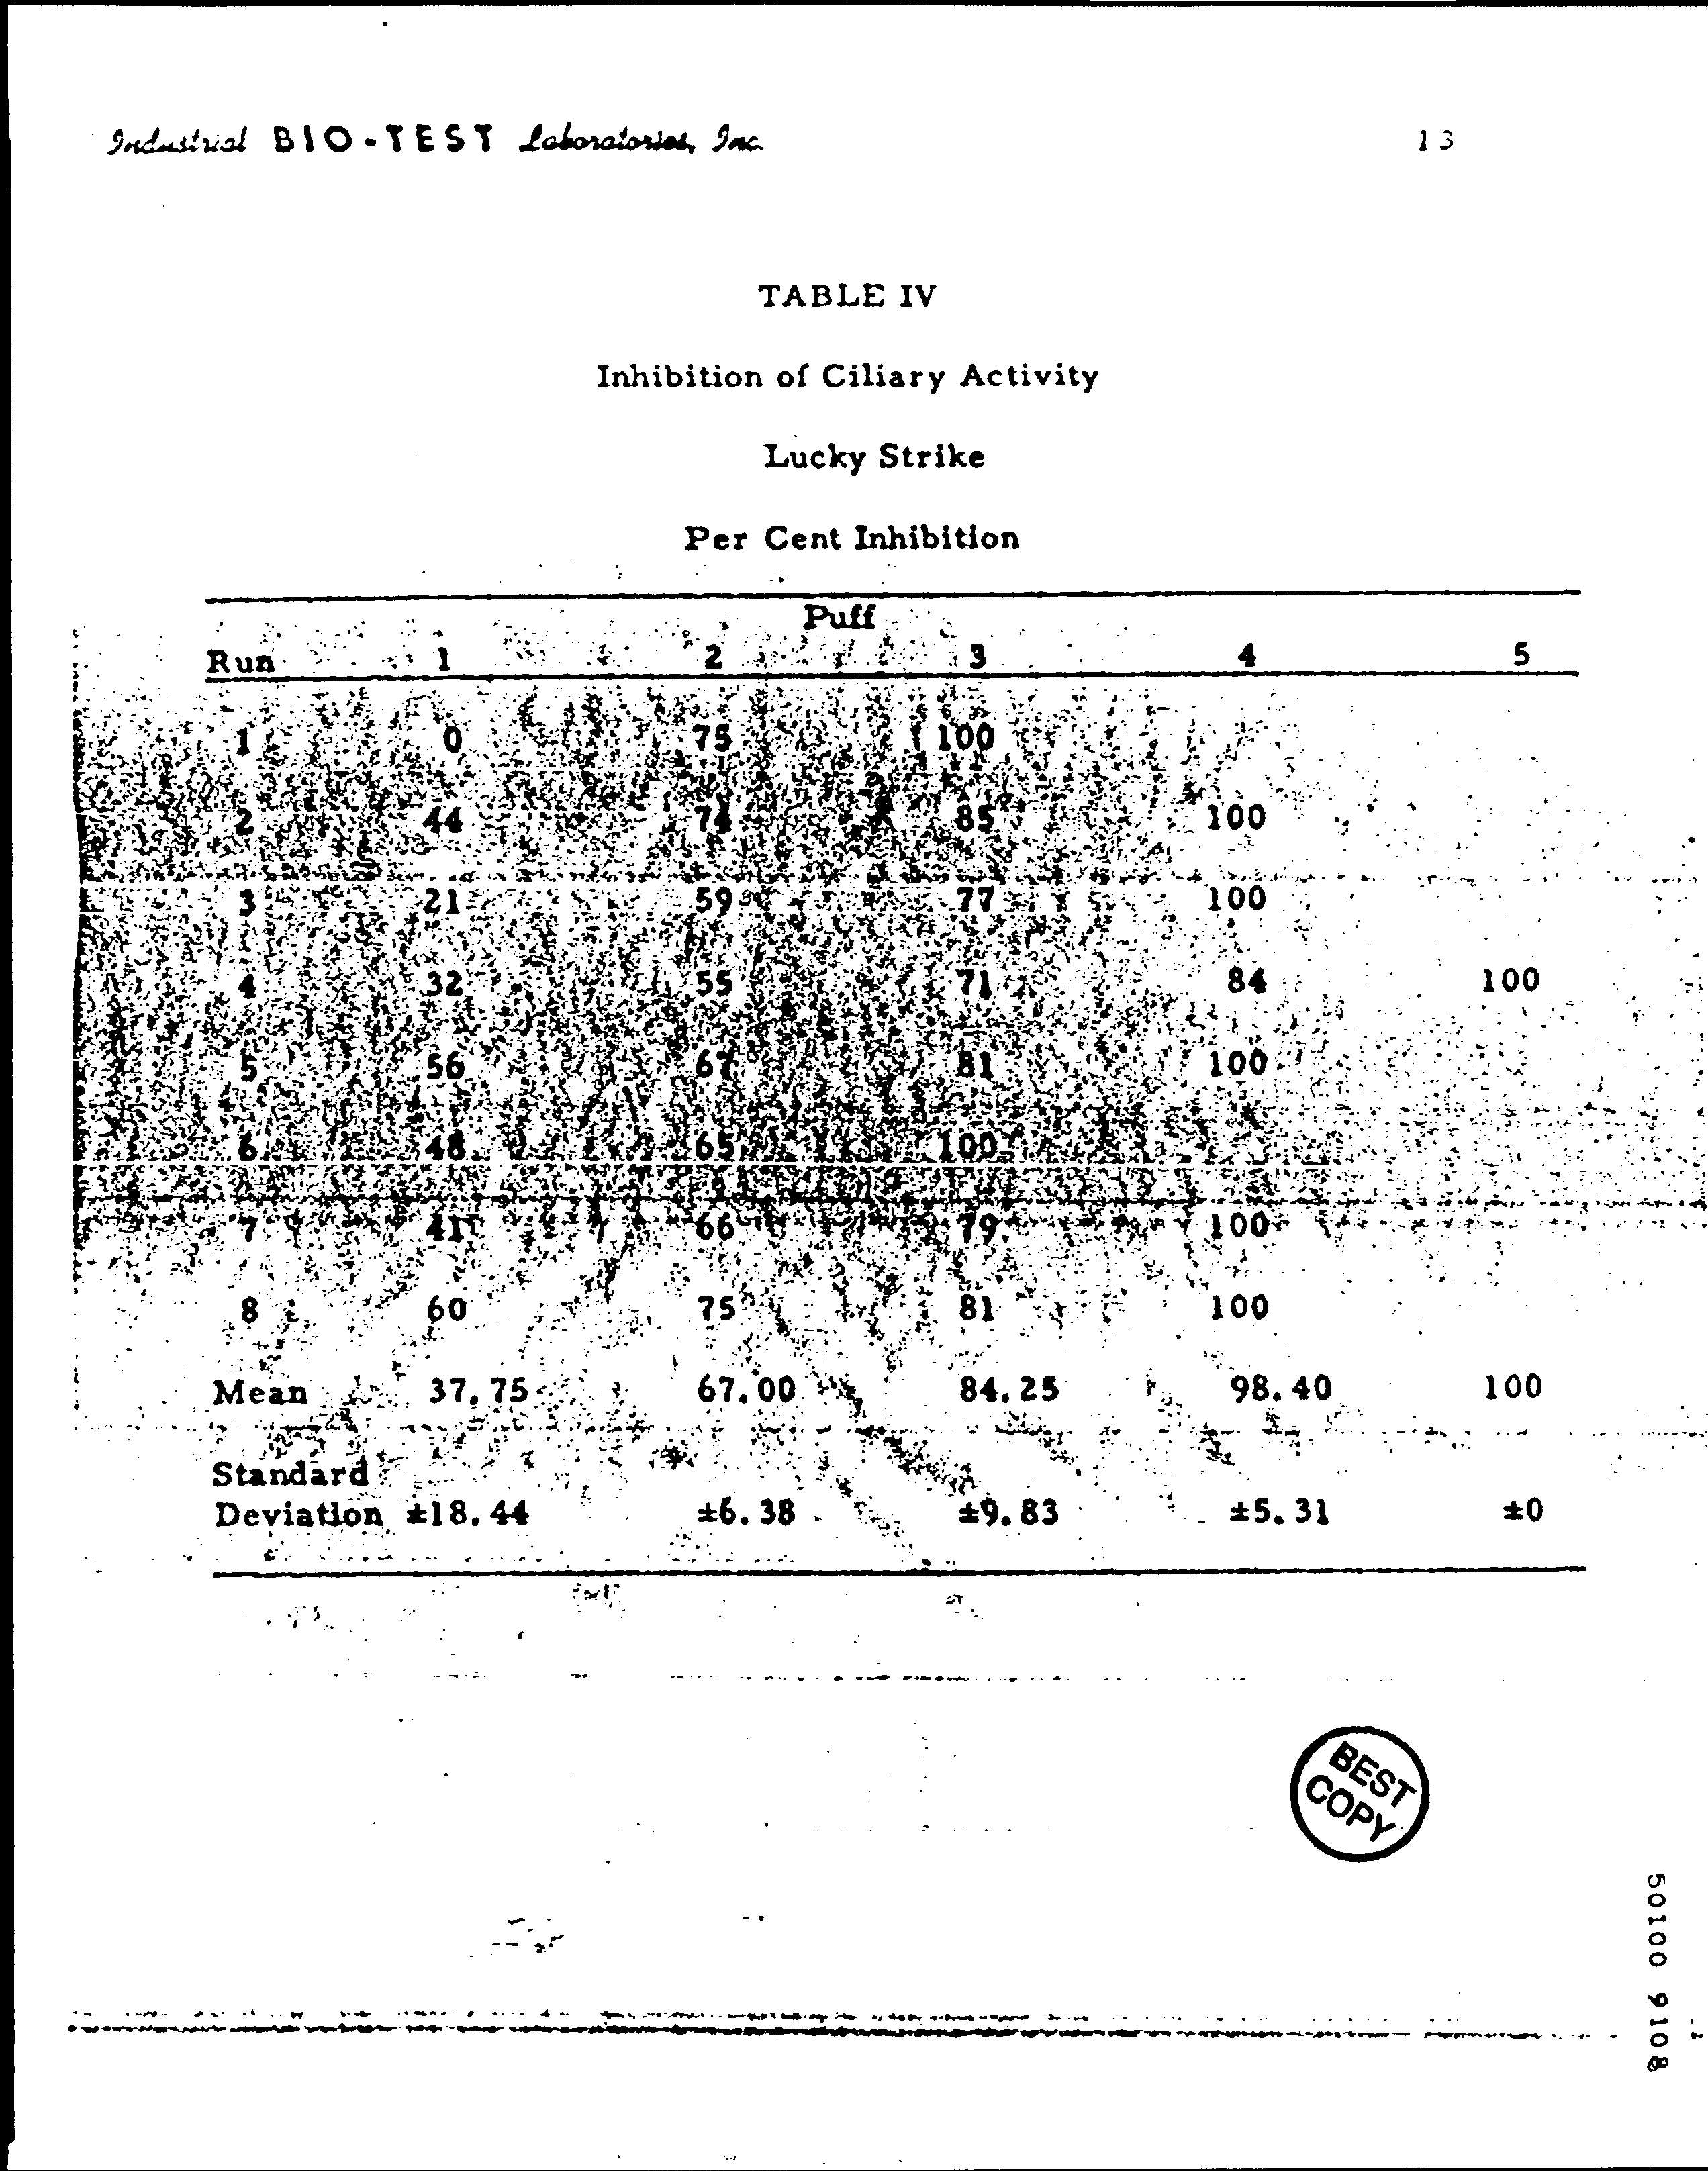 Industrial BIO-TEST Laboratories, Inc. 13
TABLE IV
Inhibition of Ciliary Activity
Lucky Strike
Per Cent Inhibition
Puff
Run 1 2 3 4 5
1 0 75 100
2 44 74 85 100
3 21 59 77 100
4 32 55 71 84 100
5 56 67 81 100
6 48 65 100
7 41 66 79 100
8 60 75 81 100
Mean 37.75 67.00 84.25 98.40 100
Standard
Deviation ±18.44 ±6.38 ±9.83 ±5.31 ±0
BEST
COPY
50100 9108